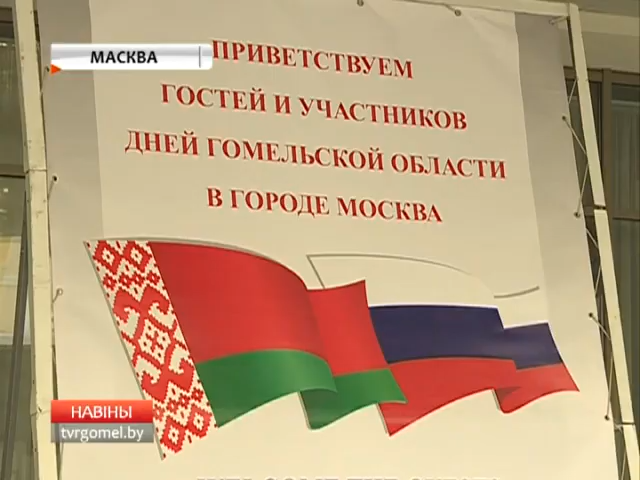 МАСКВА
ПРИВЕТСТВУЕМ
ГОСТЕЙ И УЧАСТНИКОВ
ДНЕЙ ГОМЕЛЬСКОЙ ОБЛАСТИ
В ГОРОДЕ МОСКВА
НАВІНЫ
tvrgomel.by